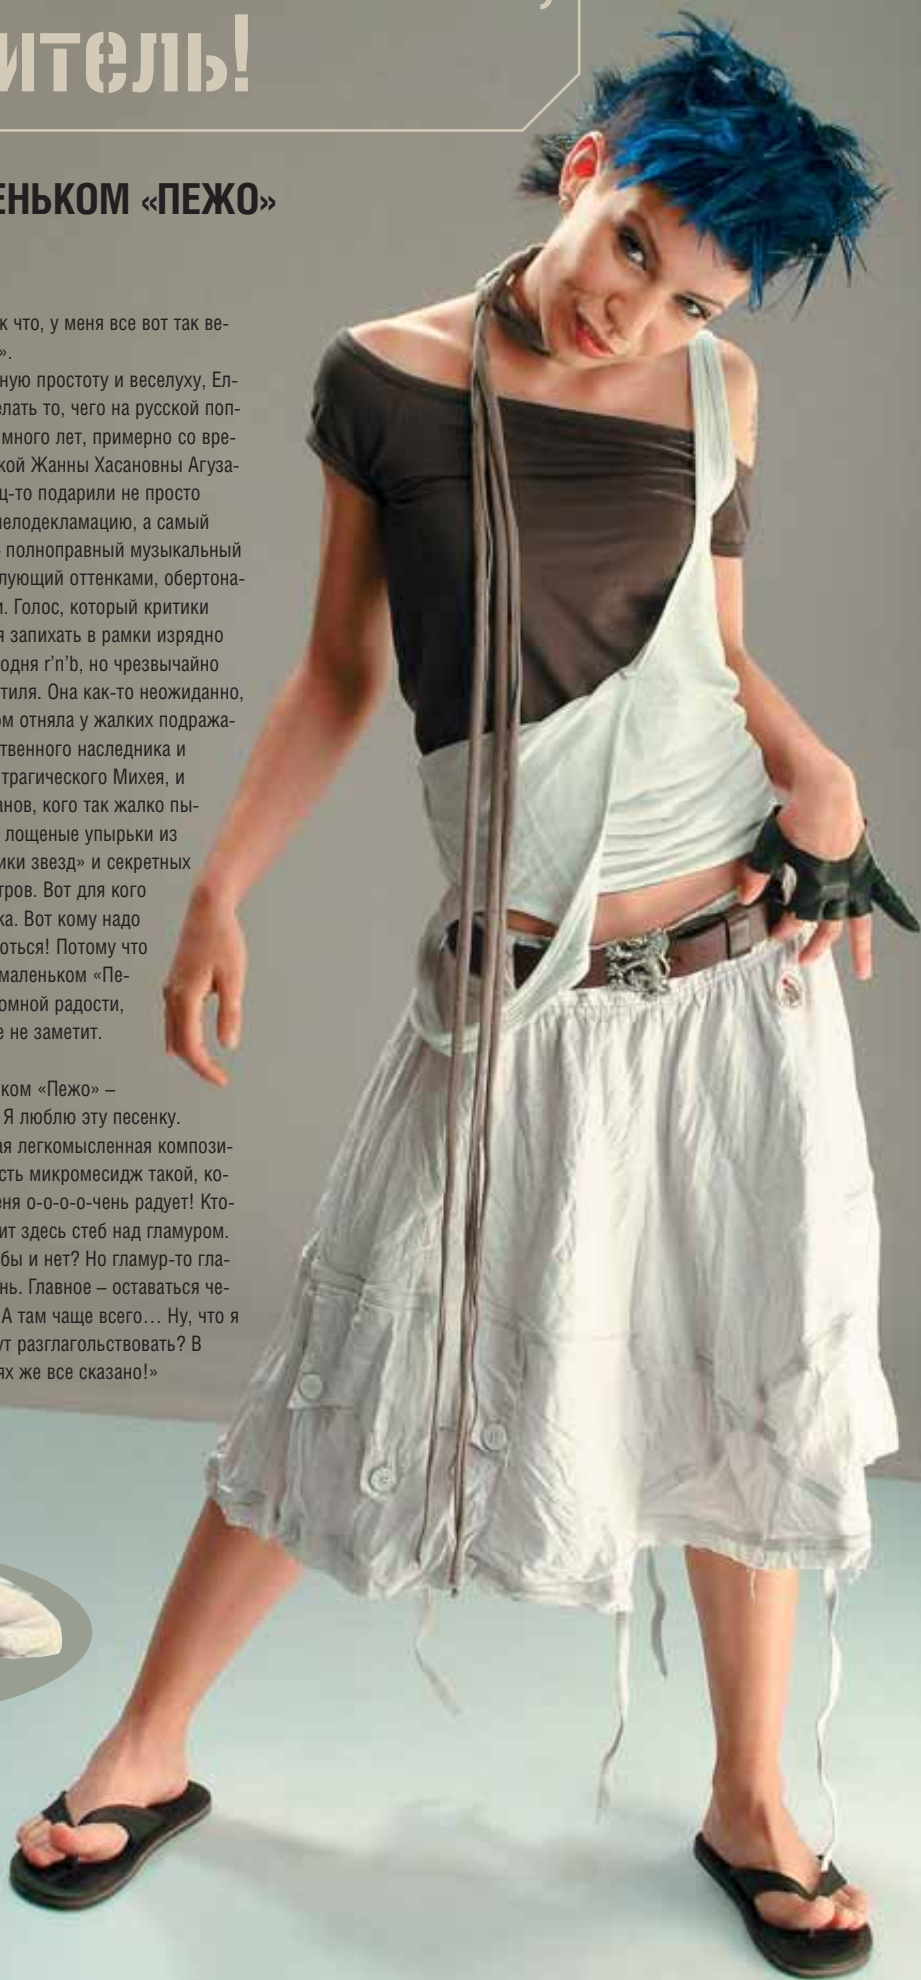 итель!
ЕНЬКОМ «ПЕЖО»
к что, у меня все вот так ве-
».
ную простоту и веселуху, Ел-
елать то, чего на русской поп-
много лет, примерно со вре-
кой Жанны Хасановны Агуза-
ц-то подарили не просто
мелодекламацию, а самый
полноправный музыкальный
лующий оттенками, обертона-
и. Голос, который критики
я запихать в рамки изрядно
одня r’n’b, но чрезвычайно
тиля. Она как-то неожиданно,
ом отняла у жалких подража-
ственного наследника и
трагического Михея, и
анов, кого так жалко пы-
лощеные упырьки из
ики звезд» и секретных
тров. Вот для кого
ка. Вот кому надо
оться! Потому что
маленьком «Пе-
омной радости,
е не заметит.
ком «Пежо» –
Я люблю эту песенку.
ая легкомысленная компози-
сть микромесидж такой, ко-
еня о-о-о-о-чень радует! Кто-
ит здесь стеб над гламуром.
бы и нет? Но гламур-то гла-
нь. Главное – оставаться че-
А там чаще всего… Ну, что я
ут разглагольствовать? В
ях же все сказано!»